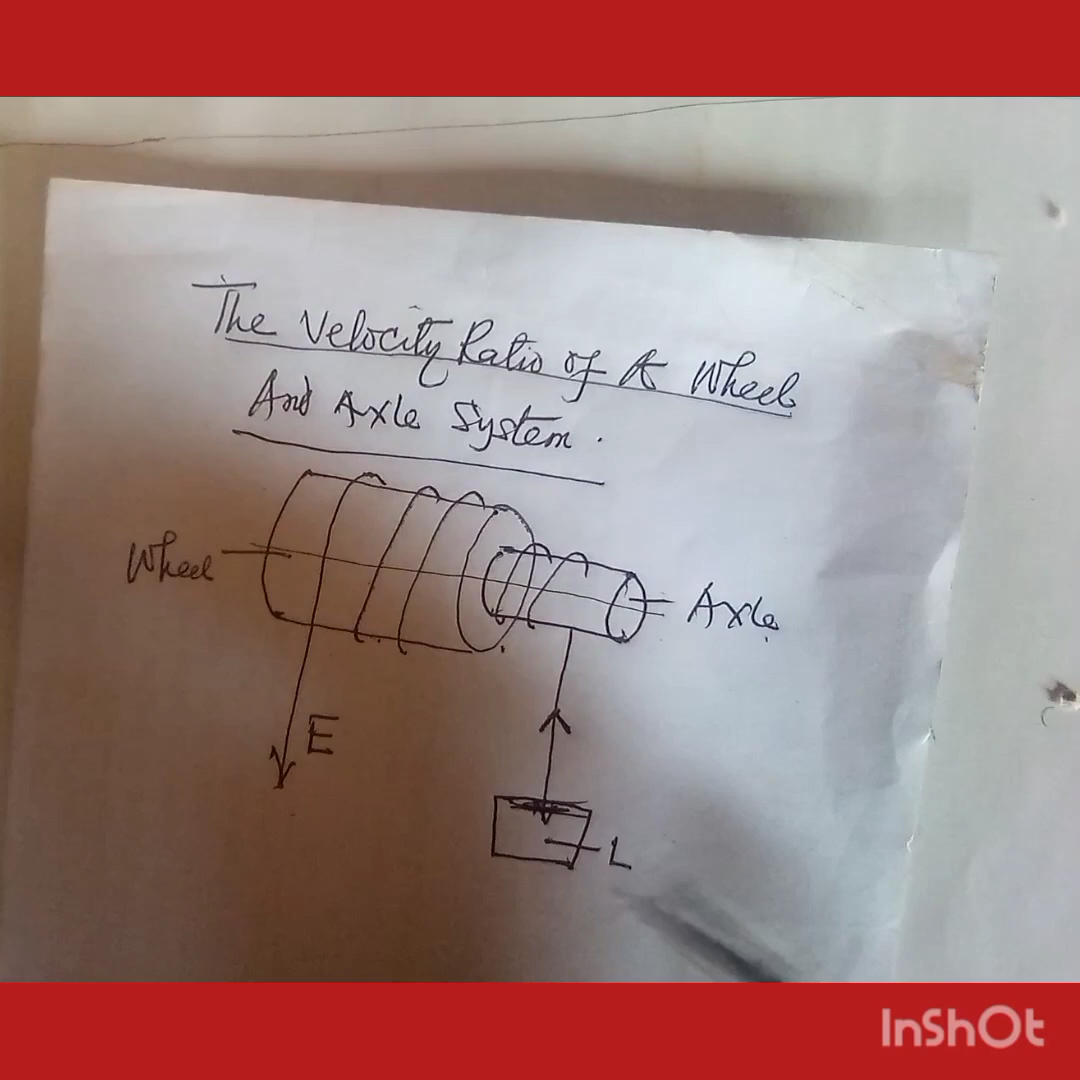 The Velocity Ratio of A Wheel
And Axle System.
Wheel
Axle
E
L
InShOt